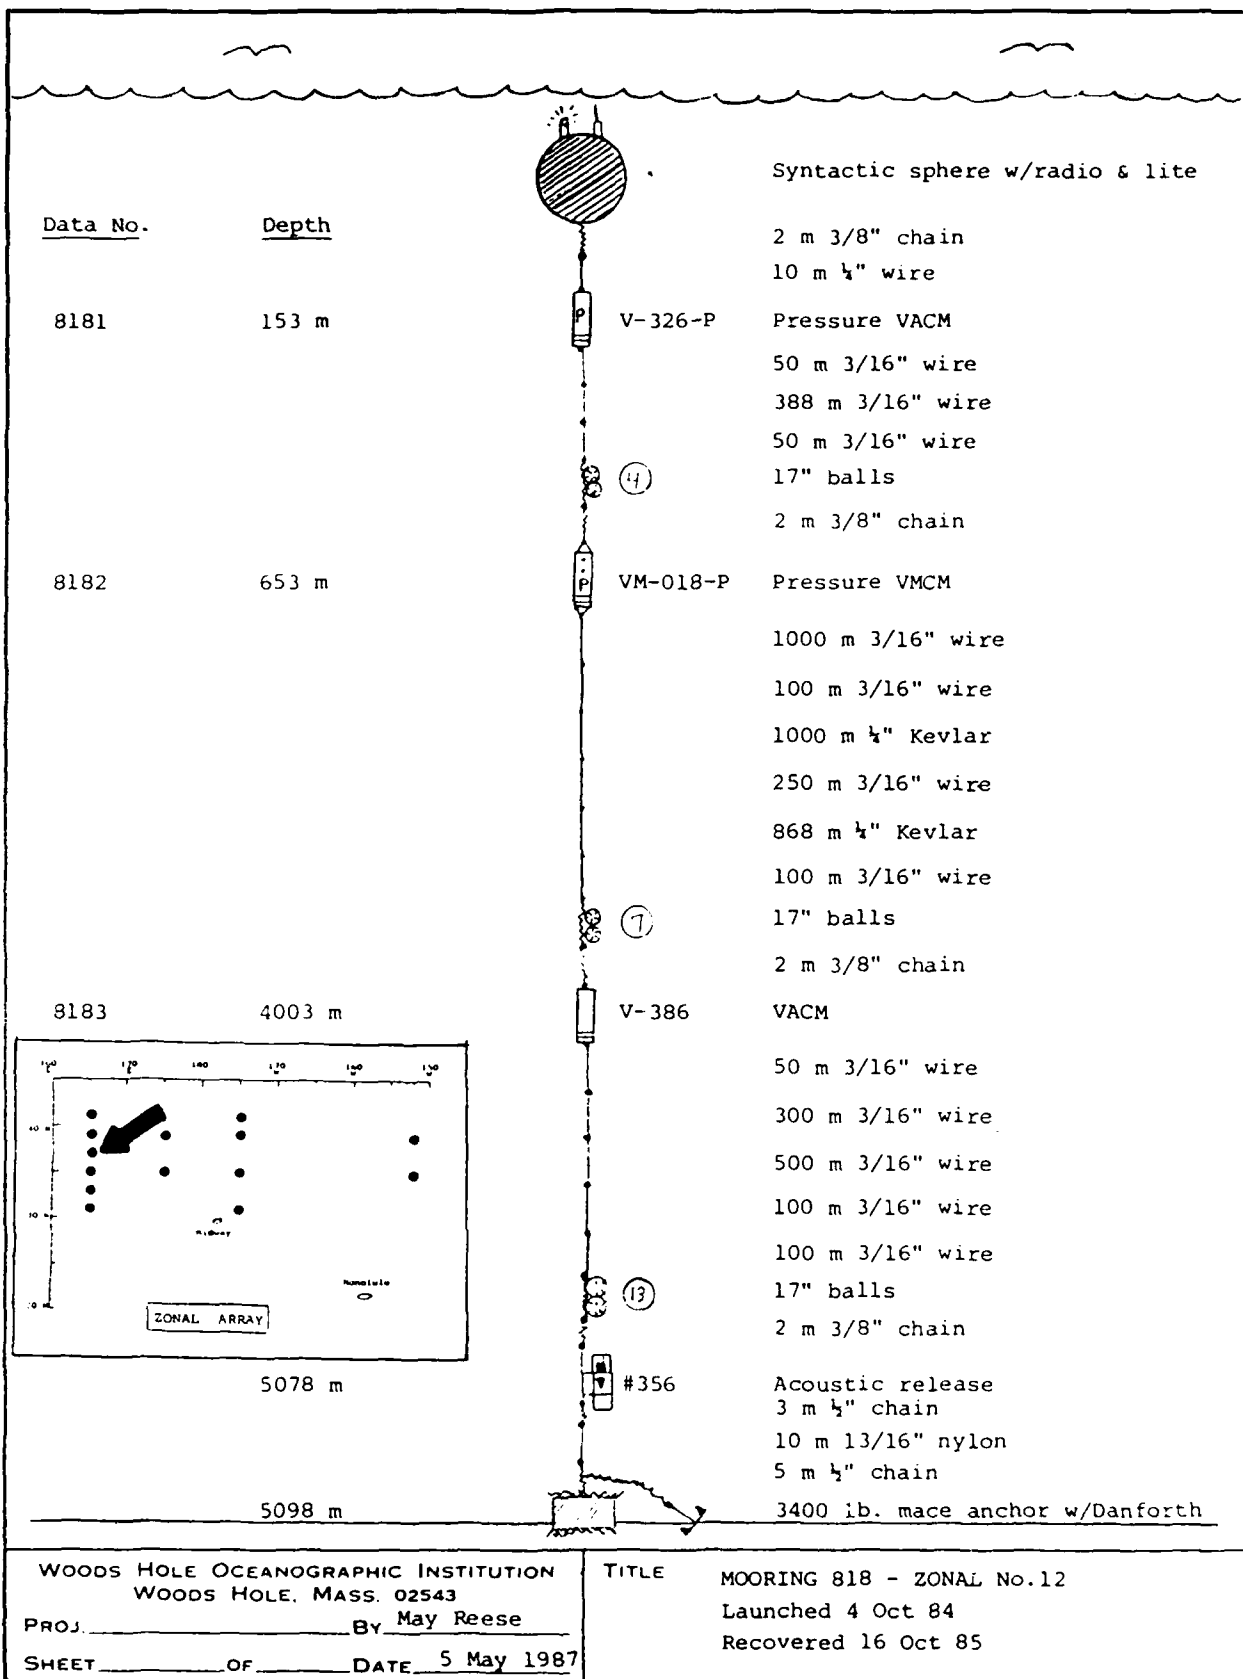 Syntactic sphere w/radio & lite
Data No. Depth
2 m 3/8" chain
10 m ¼" wire
8181 153 m P V-326-P Pressure VACM
50 m 3/16" wire
388 m 3/16" wire
50 m 3/16" wire
4 17" balls
2 m 3/8" chain
8182 653 m P VM-018-P Pressure VMCM
1000 m 3/16" wire
100 m 3/16" wire
1000 m ¼" Kevlar
250 m 3/16" wire
868 m ¼" Kevlar
100 m 3/16" wire
7 17" balls
2 m 3/8" chain
8183 4003 m V-386 VACM
50 m 3/16" wire
300 m 3/16" wire
500 m 3/16" wire
100 m 3/16" wire
100 m 3/16" wire
13 17" balls
2 m 3/8" chain
170 170 150
Midway
Honolulu
ZONAL ARRAY
5078 m #356 Acoustic release
3 m ½" chain
10 m 13/16" nylon
5 m ½" chain
5098 m 3400 lb. mace anchor w/Danforth
WOODS HOLE OCEANOGRAPHIC INSTITUTION
WOODS HOLE, MASS. 02543
PROJ. BY May Reese
SHEET OF DATE 5 May 1987
TITLE MOORING 818 - ZONAL No.12
Launched 4 Oct 84
Recovered 16 Oct 85